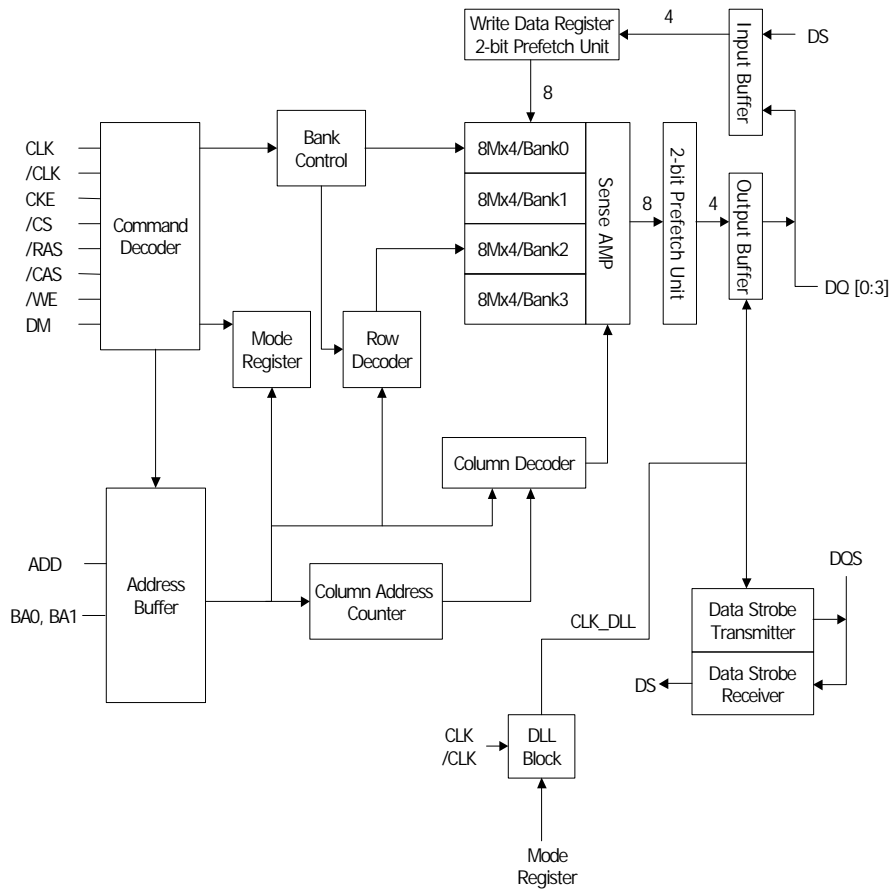 Write Data Register
2-bit Prefetch Unit
4
Input Buffer
DS
8
Bank
Control
CLK
/CLK
CKE
/CS
/RAS
/CAS
/WE
DM
Command
Decoder
8Mx4/Bank0
8Mx4/Bank1
8Mx4/Bank2
8Mx4/Bank3
Sense AMP
8
2-bit Prefetch Unit
4
Output Buffer
DQ [0:3]
Mode
Register
Row
Decoder
Column Decoder
ADD
BA0, BA1
Address
Buffer
Column Address
Counter
CLK_DLL
DQS
Data Strobe
Transmitter
Data Strobe
Receiver
DS
CLK
/CLK
DLL
Block
Mode
Register